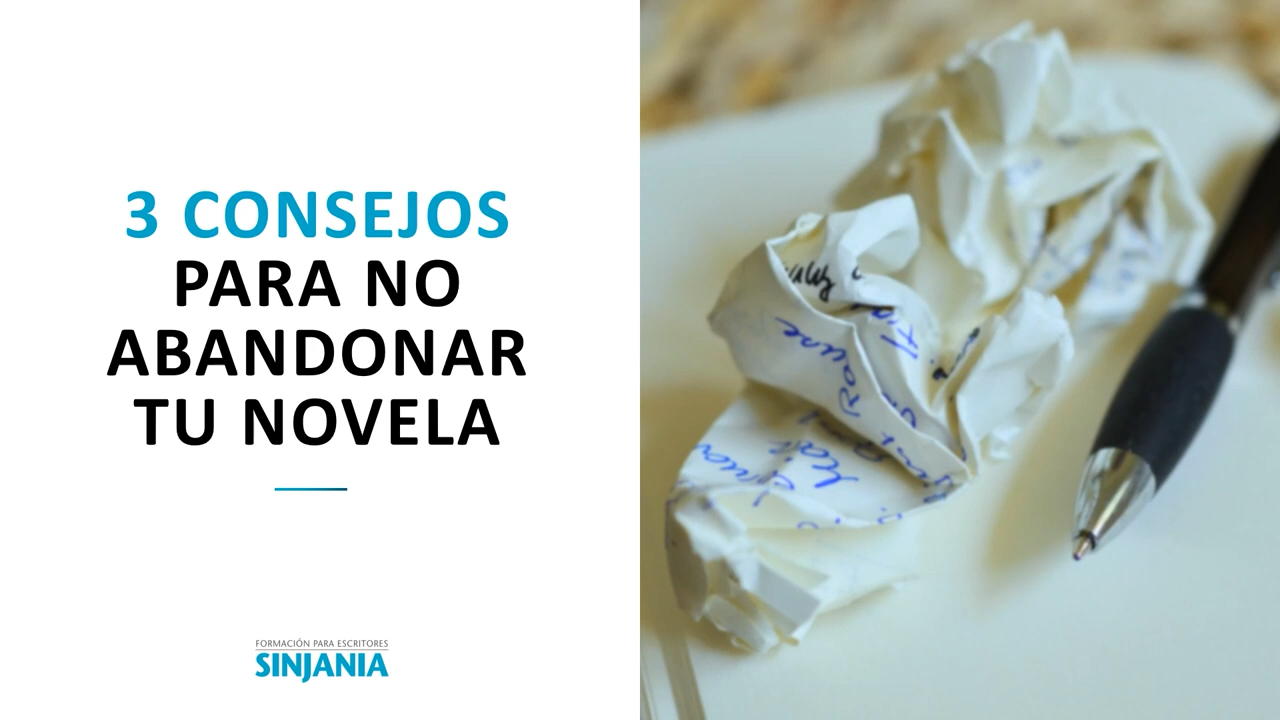 3 CONSEJOS
PARA NO
ABANDONAR
TU NOVELA
FORMACIÓN PARA ESCRITORES
SINJANIA